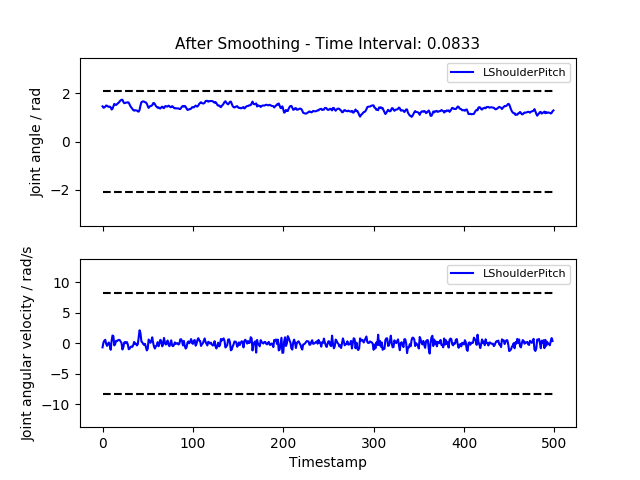 After Smoothing - Time Interval: 0.0833
LShoulderPitch
Joint angle / rad
2
0
−2
LShoulderPitch
Joint angular velocity / rad/s
10
5
0
−5
−10
0 100 200 300 400 500
Timestamp